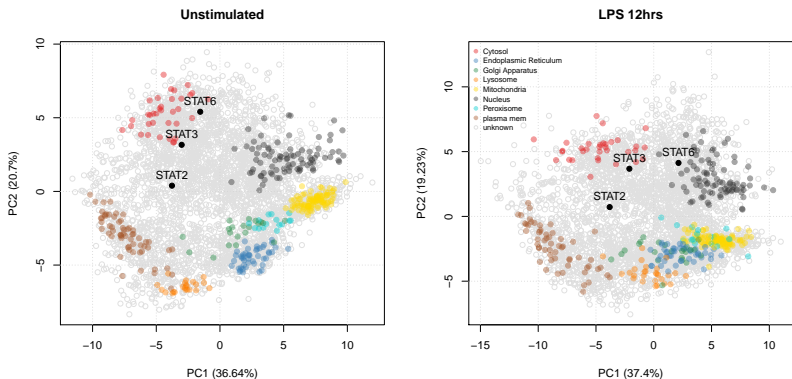 Unstimulated
10
5
0
−5
−10
−5
0
5
10
PC2 (20.7%)
PC1 (36.64%)
STAT6
STAT3
STAT2
LPS 12hrs
Cytosol
Endoplasmic Reticulum
Golgi Apparatus
Lysosome
Mitochondria
Nucleus
Peroxisome
plasma mem
unknown
10
5
0
−5
−15
−10
−5
0
5
10
PC2 (19.23%)
PC1 (37.4%)
STAT3
STAT6
STAT2